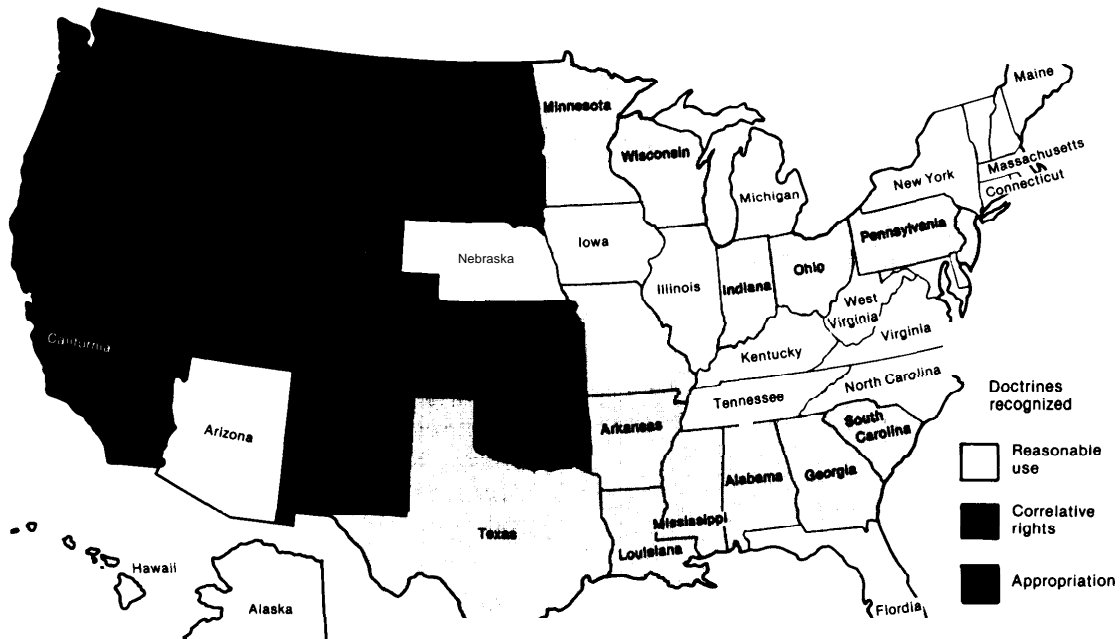 Maine
Minnesota
Wisconsin
Massachusetts
New York
Michigan
Connecticut
Pennsylvania
Iowa
Nebraska
Ohio
Illinois
Indiana
West
Virginia
Virginia
California
Kentucky
North Carolina
Tennessee
Arizona
Arkansas
South
Carolina
Alabama
Georgia
Mississippi
Texas
Louisiana
Hawaii
Alaska
Flordia
Doctrines
recognized
Reasonable
use
Correlative
rights
Appropriation